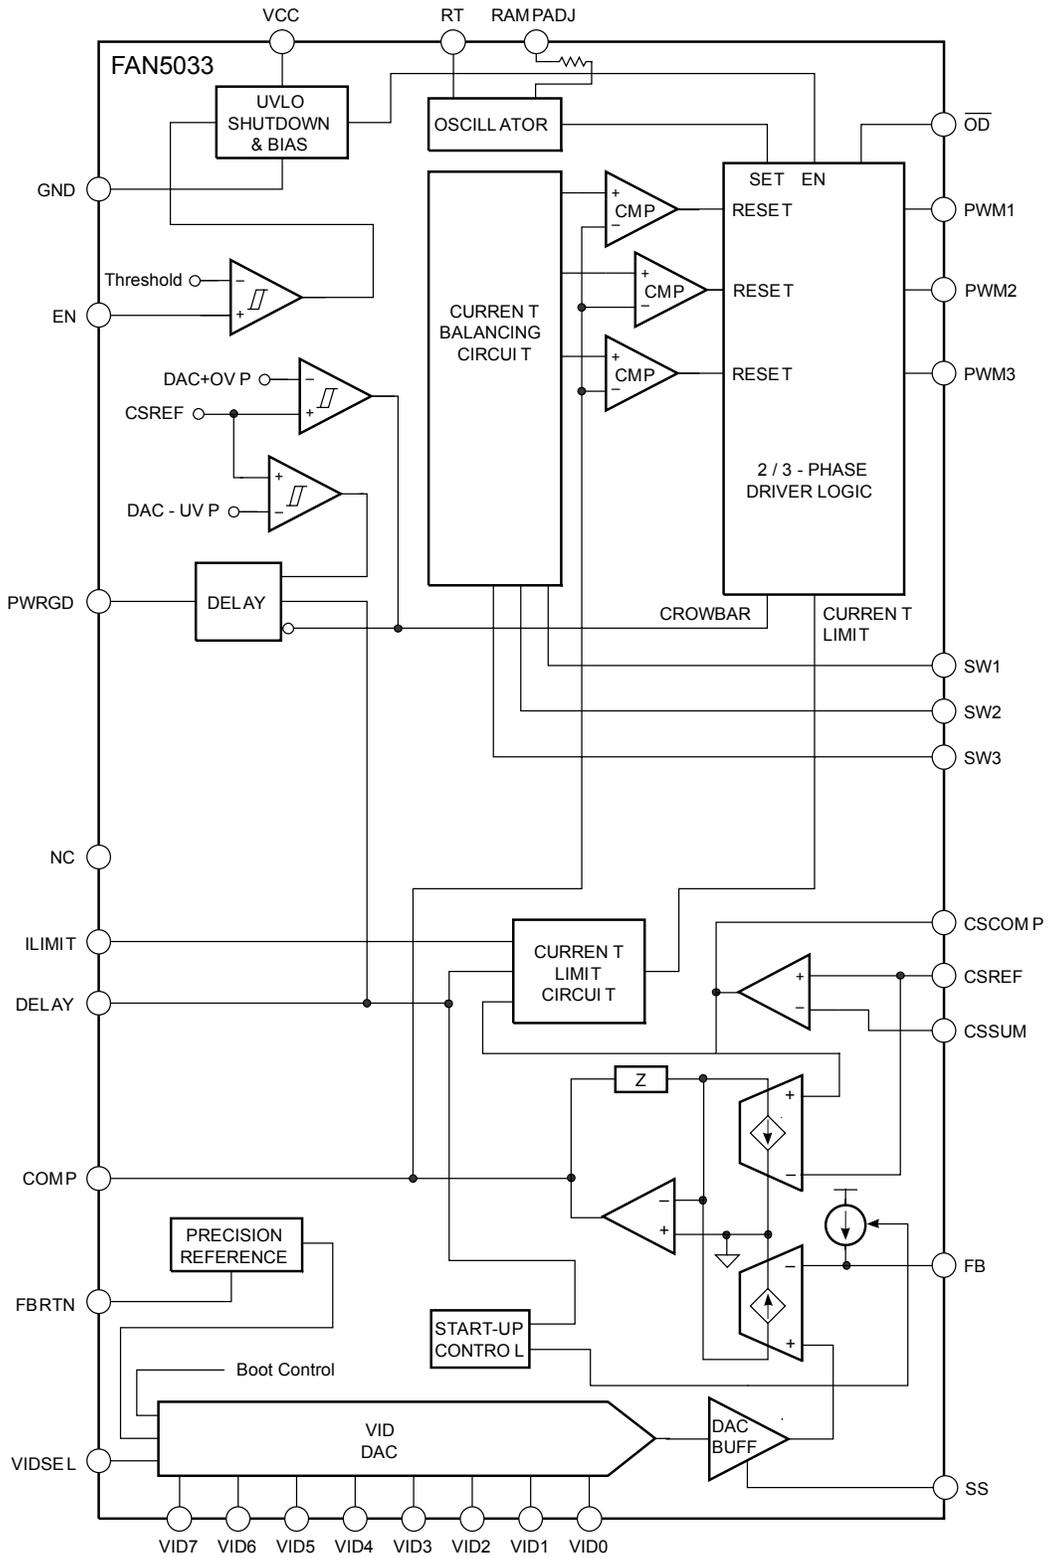 VCC
RT
RAMPADJ
FAN5033
UVLO
SHUTDOWN
& BIAS
OSCILLATOR
OD
GND
SET EN
CMP
RESET
PWM1
Threshold
−
+
EN
+
−
CMP
RESET
PWM2
CURRENT
BALANCING
CIRCUIT
+
−
CMP
RESET
PWM3
+
−
DAC+OVP
−
CSREF
+
2 / 3 - PHASE
DRIVER LOGIC
+
DAC - UVP
−
PWRGD
DELAY
CROWBAR
CURRENT
LIMIT
SW1
SW2
SW3
NC
ILIMIT
CURRENT
LIMIT
CIRCUIT
CSCOMP
+
CSREF
DELAY
−
CSSUM
Z
+
COMP
−
−
+
PRECISION
REFERENCE
−
FB
FBRTN
START-UP
CONTROL
+
Boot Control
VID
DAC
DAC
BUFF
VIDSEL
SS
VID7 VID6 VID5 VID4 VID3 VID2 VID1 VID0